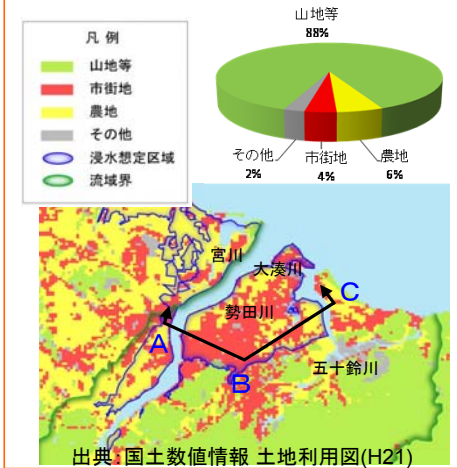 凡 例
山地等
市街地
農地
その他
浸水想定区域
流域界
山地等
88%
その他
2%
市街地
4%
農地
6%
宮川
大湊川
勢田川
五十鈴川
A
B
C
出典:国土数値情報 土地利用図(H21)